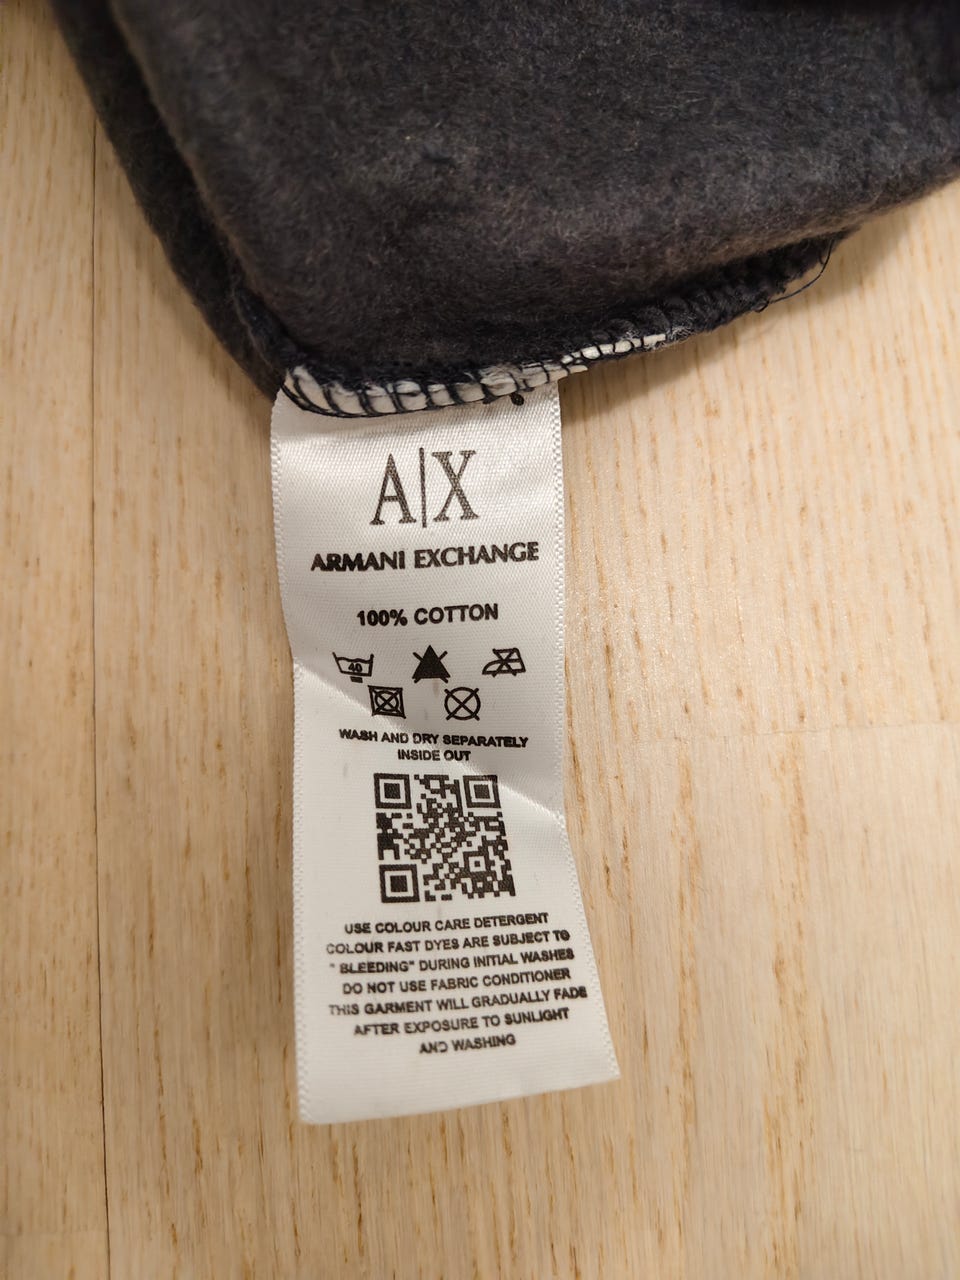 A|X
ARMANI EXCHANGE
100% COTTON
40
WASH AND DRY SEPARATELY
INSIDE OUT
USE COLOUR CARE DETERGENT
COLOUR FAST DYES ARE SUBJECT TO
" BLEEDING" DURING INITIAL WASHES
DO NOT USE FABRIC CONDITIONER
THIS GARMENT WILL GRADUALLY FADE
AFTER EXPOSURE TO SUNLIGHT
AND WASHING